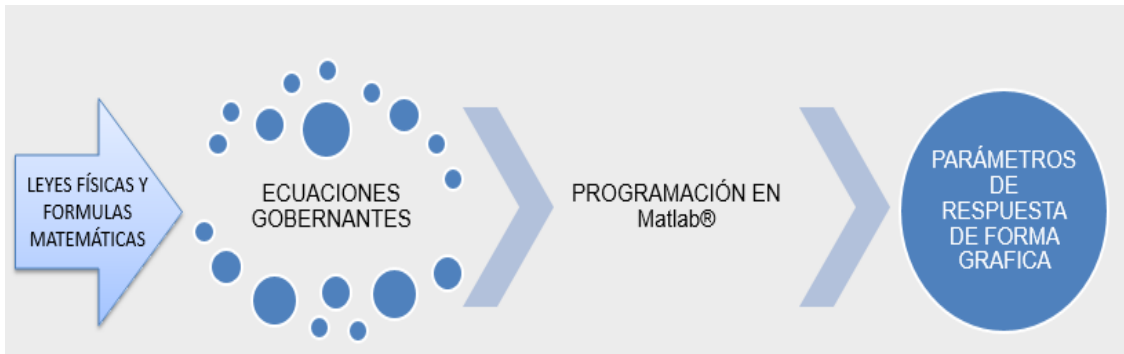 LEYES FÍSICAS Y
FORMULAS
MATEMÁTICAS
ECUACIONES
GOBERNANTES
PROGRAMACIÓN EN
Matlab®
PARÁMETROS
DE
RESPUESTA
DE FORMA
GRAFICA